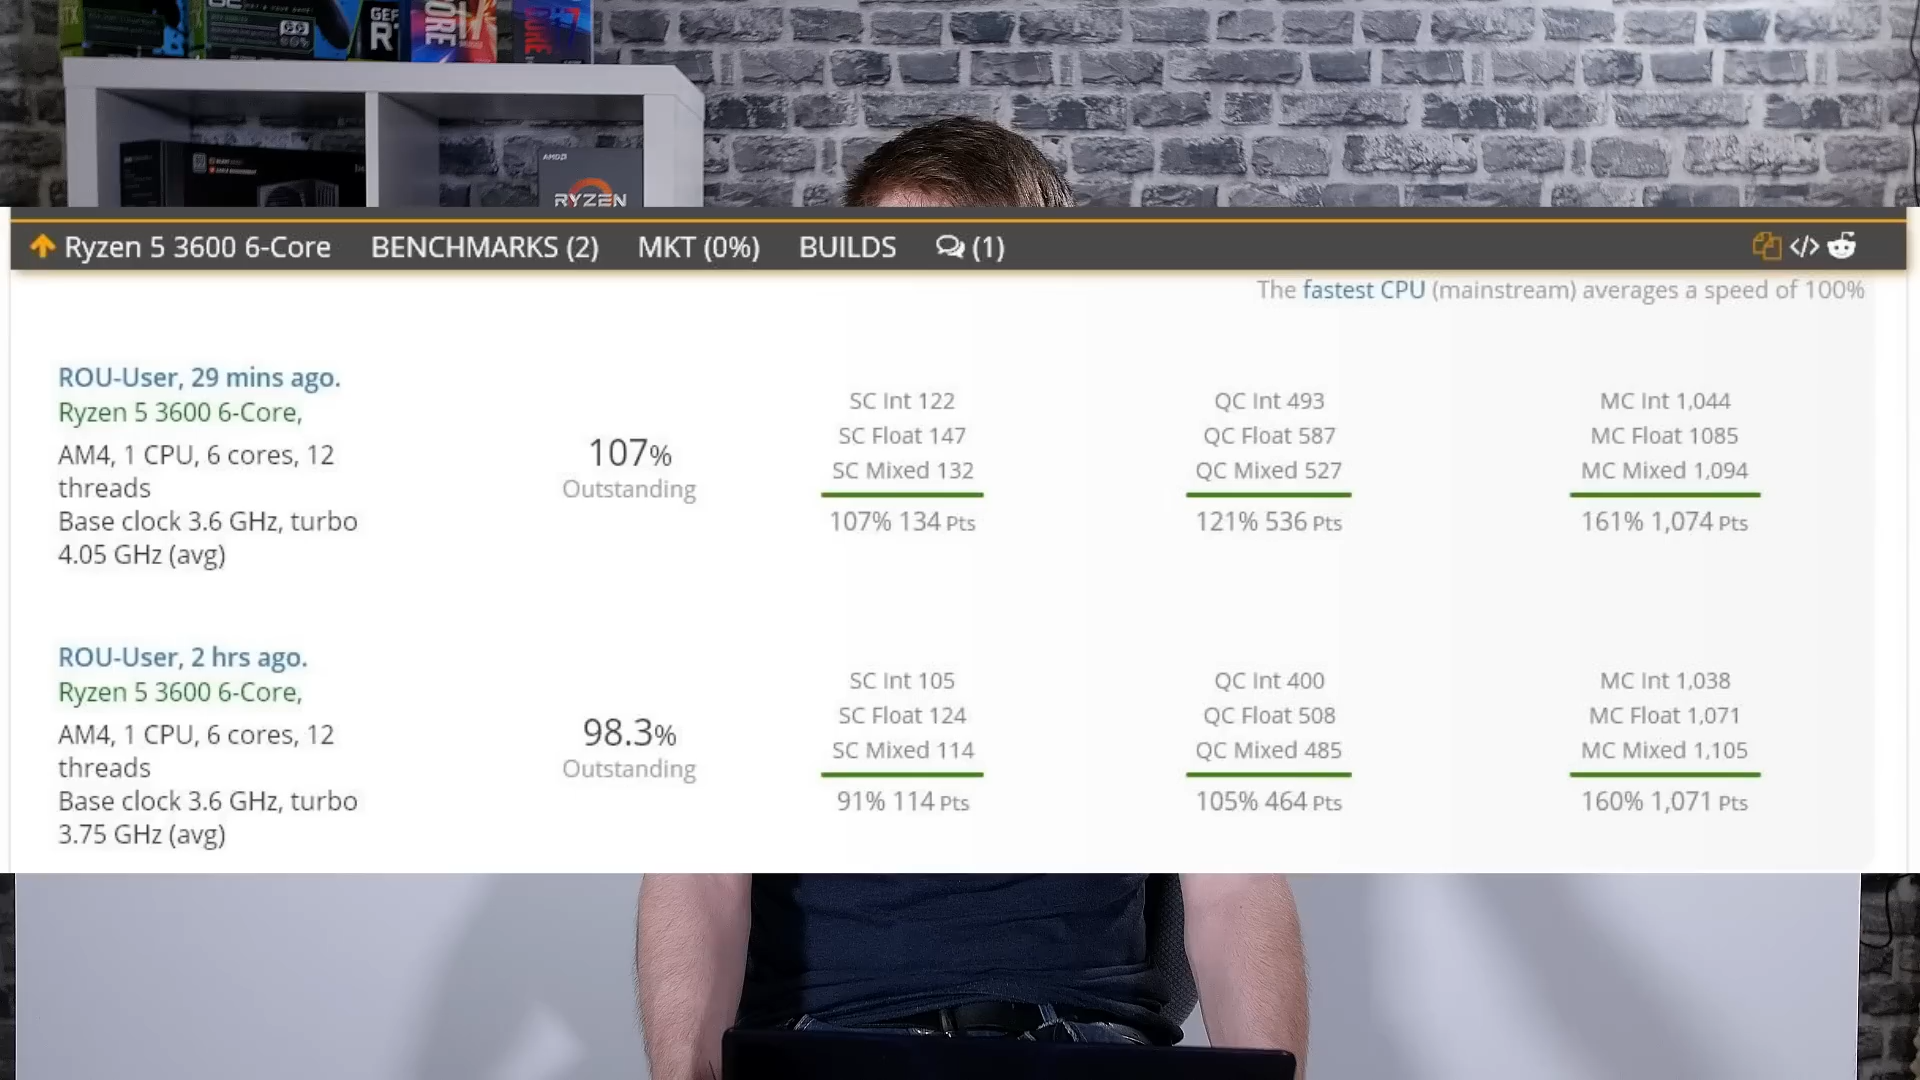 GEF
R
CORE
i7
CORE
AMD
RYZEN
Ryzen 5 3600 6-Core BENCHMARKS (2) MKT (0%) BUILDS (1)
The fastest CPU (mainstream) averages a speed of 100%
ROU-User, 29 mins ago.
Ryzen 5 3600 6-Core,
AM4, 1 CPU, 6 cores, 12
threads
Base clock 3.6 GHz, turbo
4.05 GHz (avg)
107%
Outstanding
SC Int 122
SC Float 147
SC Mixed 132
107% 134 Pts
QC Int 493
QC Float 587
QC Mixed 527
121% 536 Pts
MC Int 1,044
MC Float 1085
MC Mixed 1,094
161% 1,074 Pts
ROU-User, 2 hrs ago.
Ryzen 5 3600 6-Core,
AM4, 1 CPU, 6 cores, 12
threads
Base clock 3.6 GHz, turbo
3.75 GHz (avg)
98.3%
Outstanding
SC Int 105
SC Float 124
SC Mixed 114
91% 114 Pts
QC Int 400
QC Float 508
QC Mixed 485
105% 464 Pts
MC Int 1,038
MC Float 1,071
MC Mixed 1,105
160% 1,071 Pts